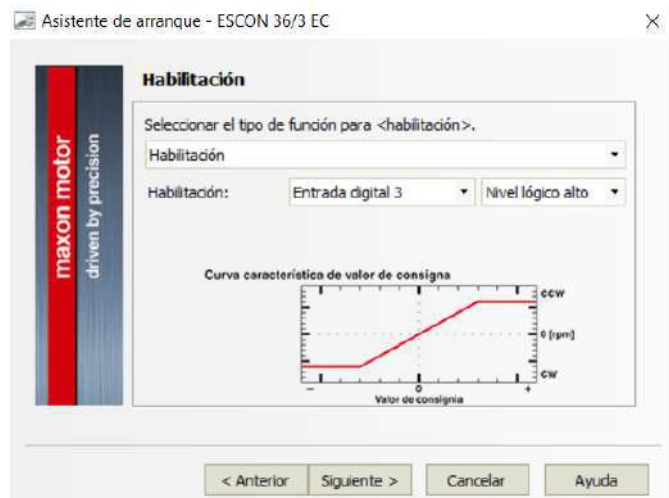 Asistente de arranque - ESCON 36/3 EC
maxon motor
driven by precision
Habilitación
Seleccionar el tipo de función para <habilitación>.
Habilitación
Habilitación: Entrada digital 3 Nivel lógico alto
Curva característica de valor de consigna
CCW
0 [rpm]
CW
− 0 +
Valor de consignia
< Anterior Siguiente > Cancelar Ayuda